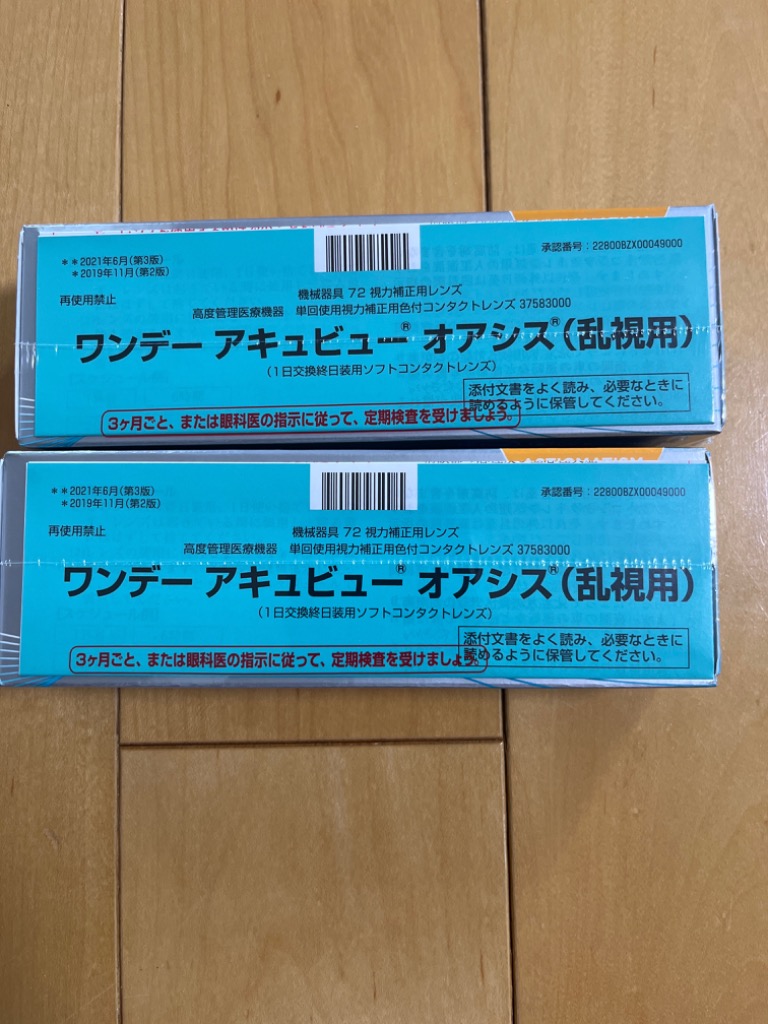 **2021年6月(第3版)
*2019年11月(第2版)
承認番号:22800BZX00049000
再使用禁止
機械器具 72 視力補正用レンズ
高度管理医療機器 単回使用視力補正用色付コンタクトレンズ 37583000
ワンデー アキュビュー® オアシス®(乱視用)
(1日交換終日装用ソフトコンタクトレンズ)
添付文書をよく読み、必要なときに
読めるように保管してください。
3ヶ月ごと、または眼科医の指示に従って、定期検査を受けましょう。
**2021年6月(第3版)
*2019年11月(第2版)
承認番号:22800BZX00049000
再使用禁止
機械器具 72 視力補正用レンズ
高度管理医療機器 単回使用視力補正用色付コンタクトレンズ 37583000
ワンデー アキュビュー® オアシス®(乱視用)
(1日交換終日装用ソフトコンタクトレンズ)
添付文書をよく読み、必要なときに
読めるように保管してください。
3ヶ月ごと、または眼科医の指示に従って、定期検査を受けましょう。